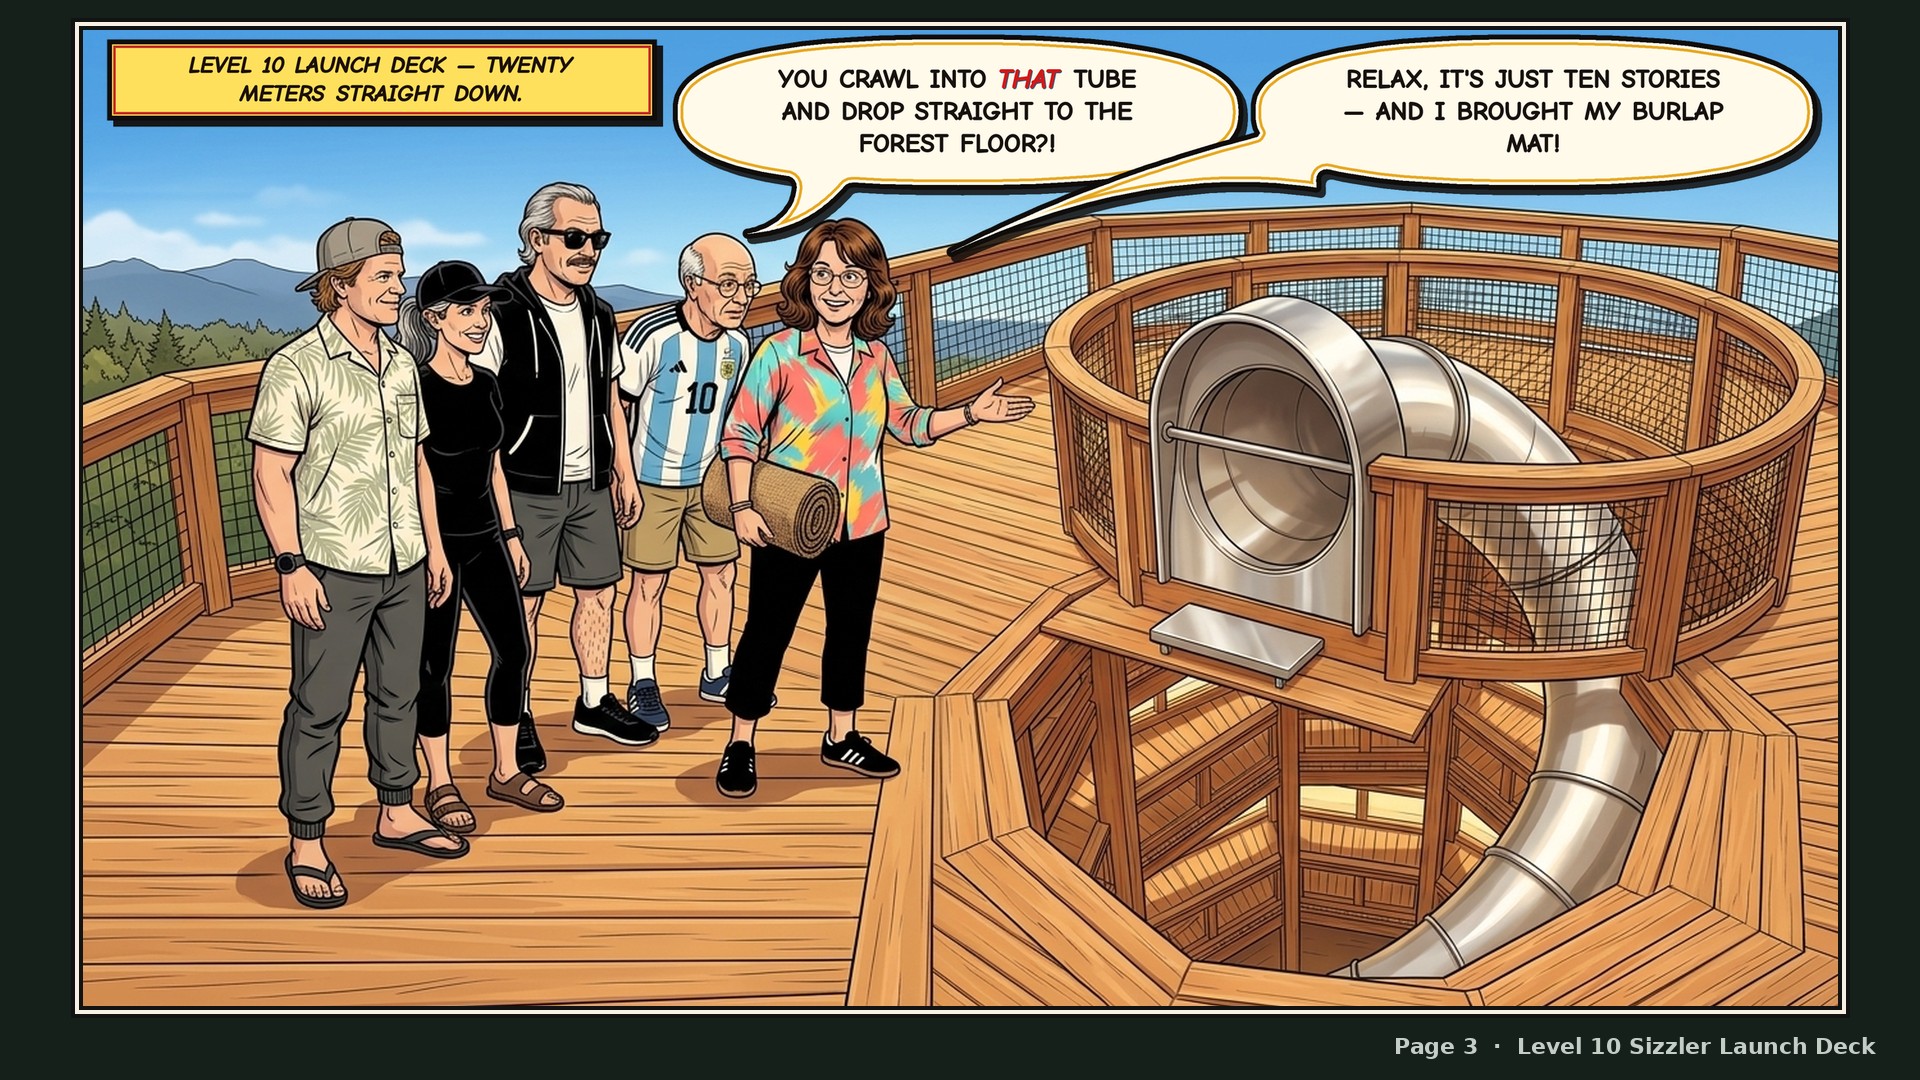 LEVEL 10 LAUNCH DECK — TWENTY
METERS STRAIGHT DOWN.
YOU CRAWL INTO THAT TUBE
AND DROP STRAIGHT TO THE
FOREST FLOOR?!
RELAX, IT'S JUST TEN STORIES
— AND I BROUGHT MY BURLAP
MAT!
10
Page 3 · Level 10 Sizzler Launch Deck